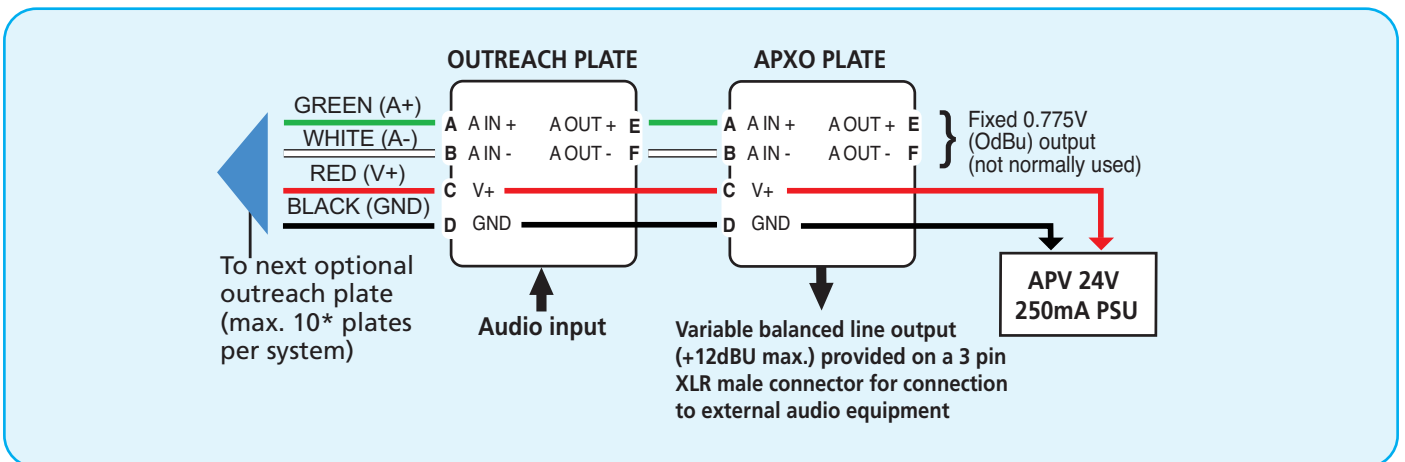 OUTREACH PLATE
APXO PLATE
GREEN (A+)
WHITE (A-)
RED (V+)
BLACK (GND)
A A IN + A OUT + E
B A IN - A OUT - F
C V+
D GND
A A IN + A OUT + E
B A IN - A OUT - F
C V+
D GND
} Fixed 0.775V
(OdBu) output
(not normally used)
To next optional
outreach plate
(max. 10* plates
per system)
Audio input
Variable balanced line output
(+12dBU max.) provided on a 3 pin
XLR male connector for connection
to external audio equipment
APV 24V
250mA PSU